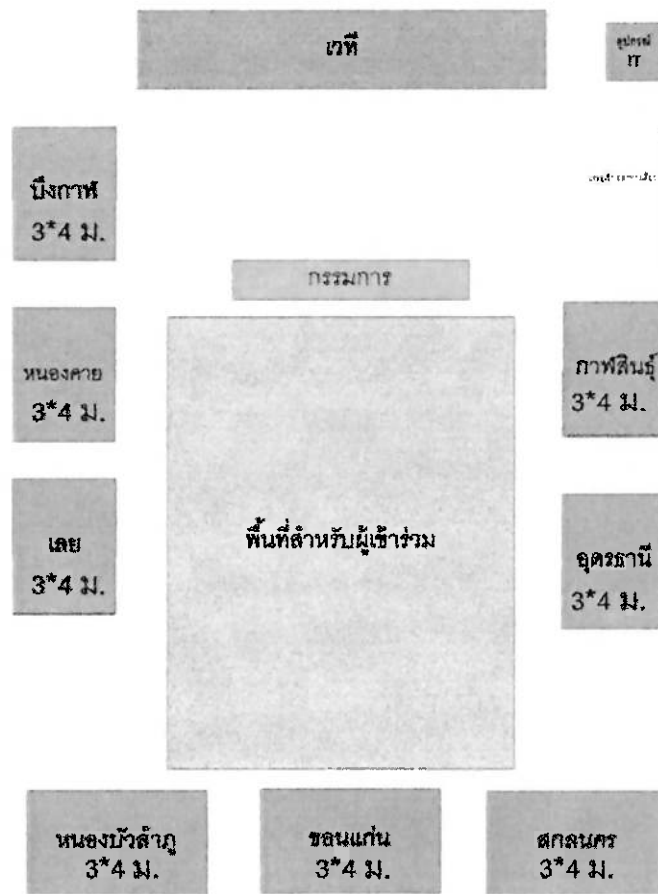 เวที
อุปกรณ์
IT
บึงกาฬ
3*4 ม.
กรรมการ
หนองคาย
3*4 ม.
กาฬสินธุ์
3*4 ม.
พื้นที่สำหรับผู้เข้าร่วม
เลย
3*4 ม.
อุดรธานี
3*4 ม.
หนองบัวลำภู
3*4 ม.
ขอนแก่น
3*4 ม.
สกลนคร
3*4 ม.